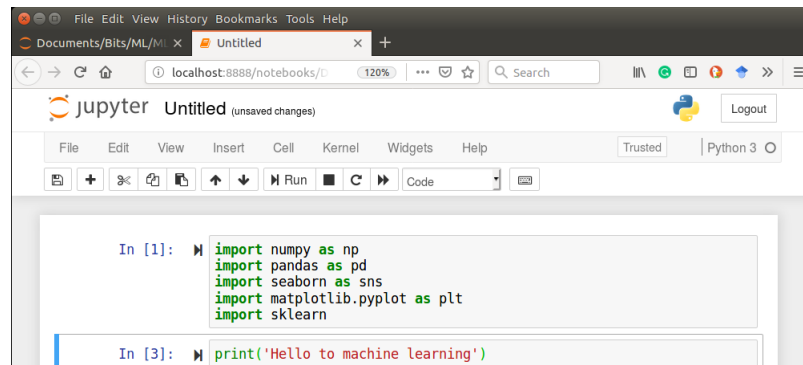 File Edit View History Bookmarks Tools Help
Documents/Bits/ML/ML Untitled
localhost:8888/notebooks/D 120% Search
jupyter Untitled (unsaved changes) Logout
File Edit View Insert Cell Kernel Widgets Help Trusted Python 3
Run Code
In [1]: import numpy as np
import pandas as pd
import seaborn as sns
import matplotlib.pyplot as plt
import sklearn
In [3]: print('Hello to machine learning')